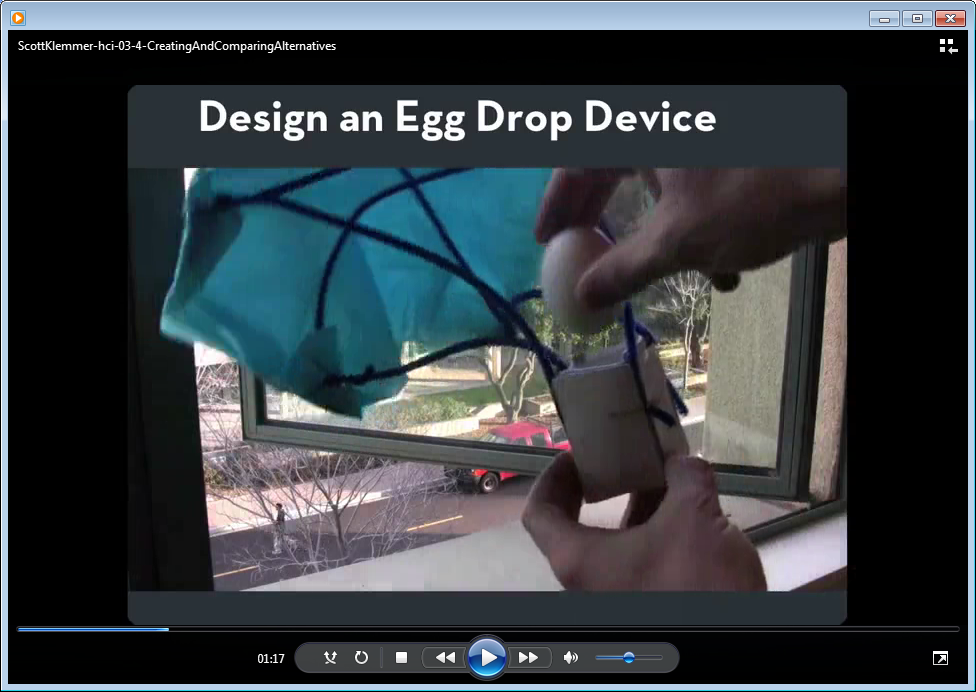 ScottKlemmer-hci-03-4-CreatingAndComparingAlternatives
Design an Egg Drop Device
01:17